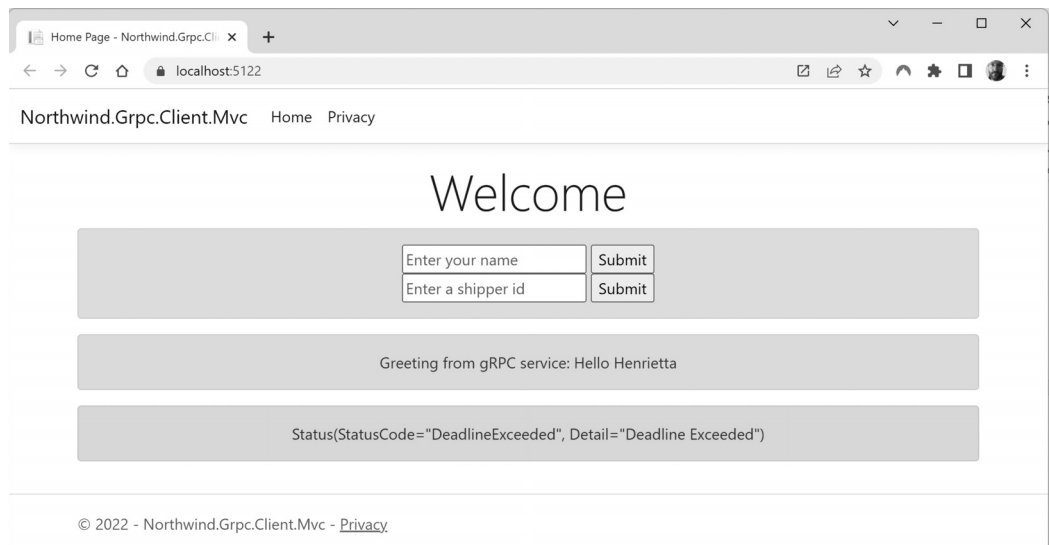 Home Page - Northwind.Grpc.Cli
localhost:5122
Northwind.Grpc.Client.Mvc Home Privacy
Welcome
Enter your name Submit
Enter a shipper id Submit
Greeting from gRPC service: Hello Henrietta
Status(StatusCode="DeadlineExceeded", Detail="Deadline Exceeded")
© 2022 - Northwind.Grpc.Client.Mvc - Privacy